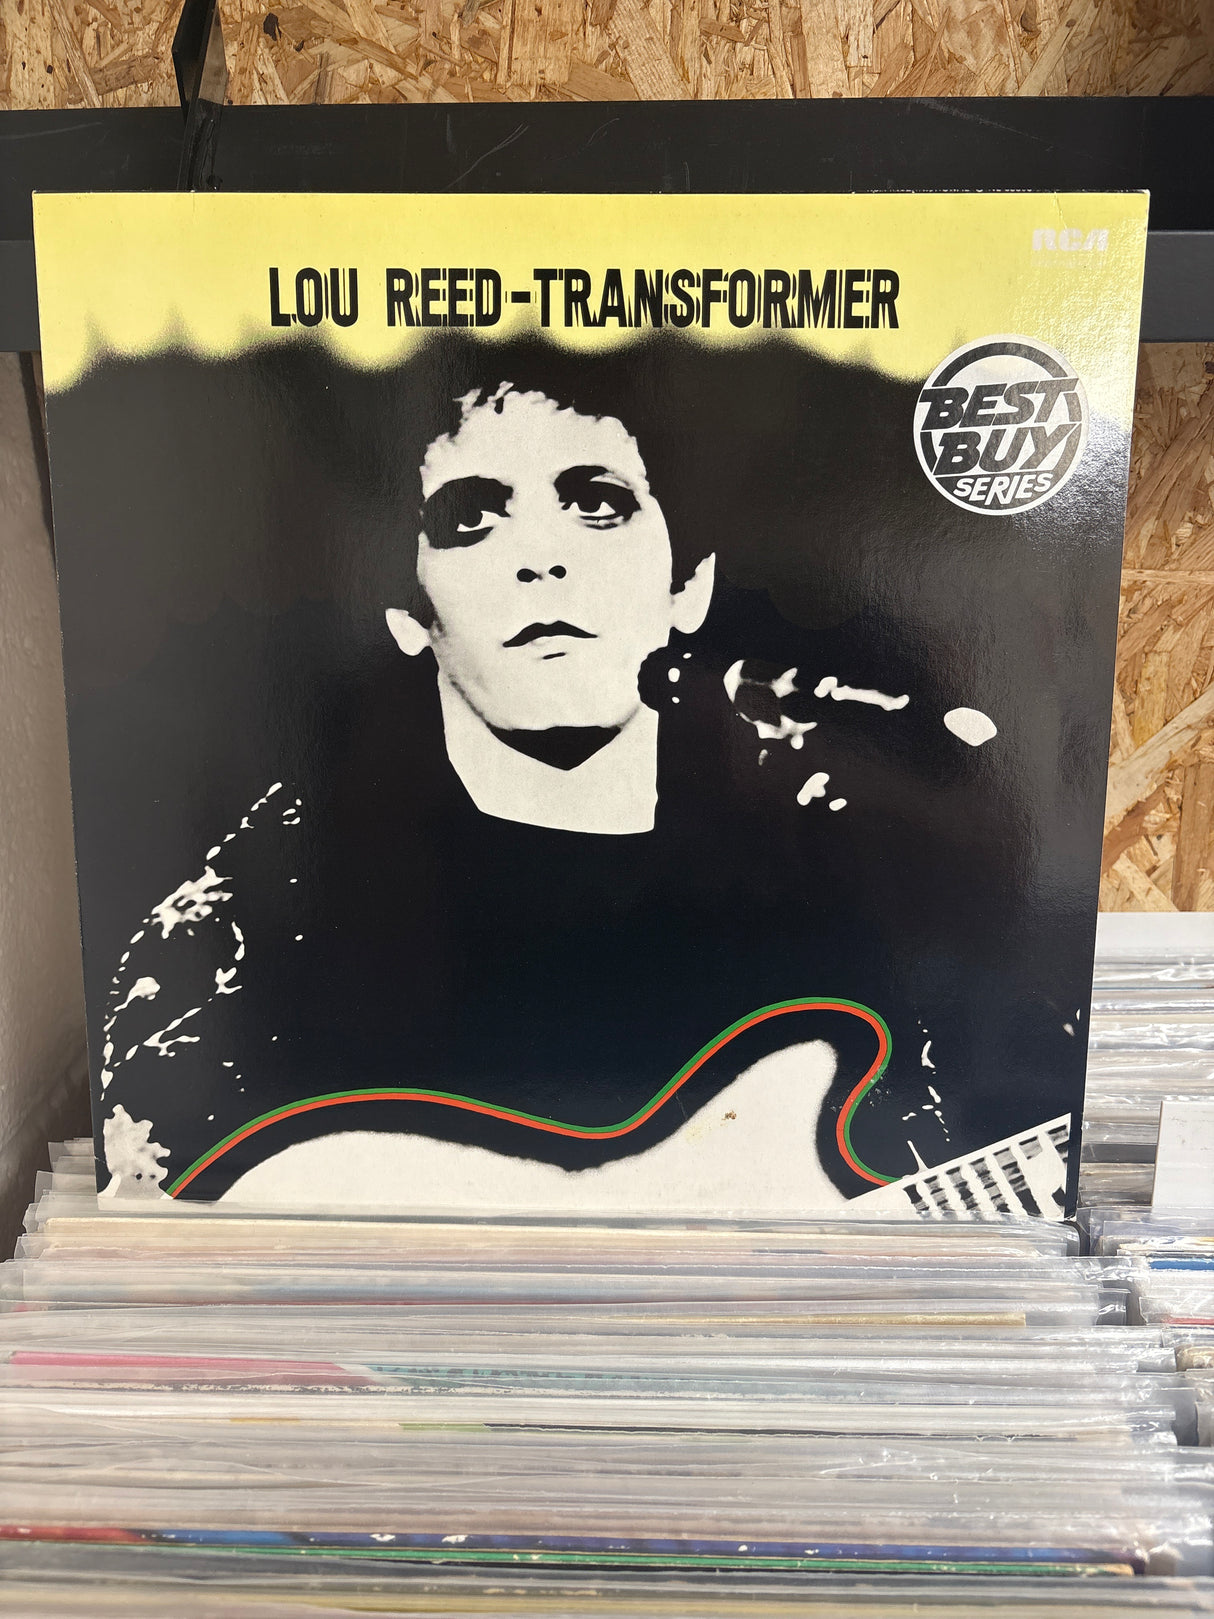 RCA
LOU REED-TRANSFORMER
BEST
BUY
SERIES